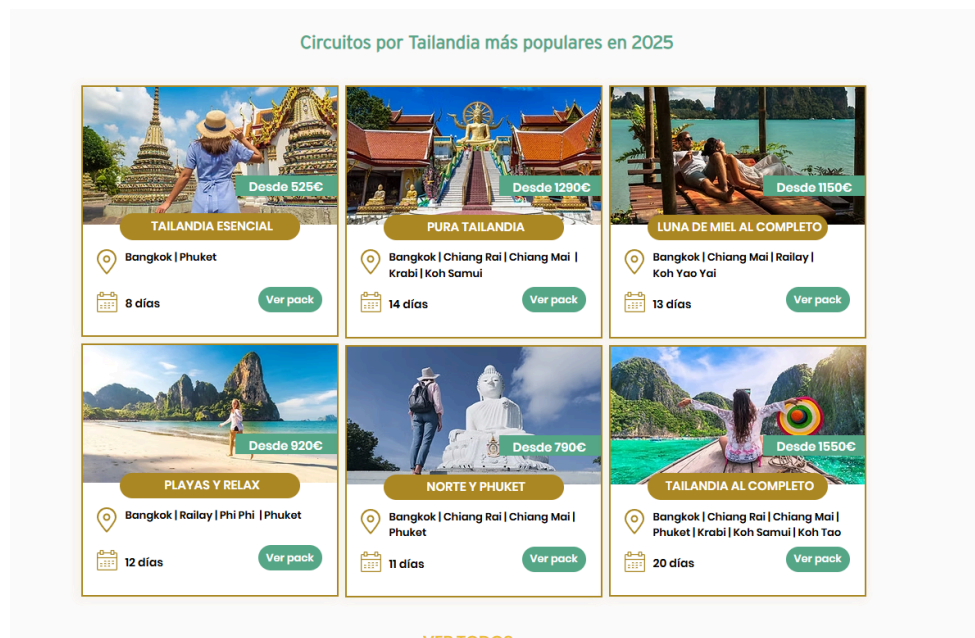 Circuitos por Tailandia más populares en 2025
Desde 525€
TAILANDIA ESENCIAL
Bangkok | Phuket
8 días
Ver pack
Desde 1290€
PURA TAILANDIA
Bangkok | Chiang Rai | Chiang Mai |
Krabi | Koh Samui
14 días
Ver pack
Desde 1150€
LUNA DE MIEL AL COMPLETO
Bangkok | Chiang Mai | Railay |
Koh Yao Yai
13 días
Ver pack
Desde 920€
PLAYAS Y RELAX
Bangkok | Railay | Phi Phi | Phuket
12 días
Ver pack
Desde 790€
NORTE Y PHUKET
Bangkok | Chiang Rai | Chiang Mai |
Phuket
11 días
Ver pack
Desde 1550€
TAILANDIA AL COMPLETO
Bangkok | Chiang Rai | Chiang Mai |
Phuket | Krabi | Koh Samui | Koh Tao
20 días
Ver pack
VER TODOS